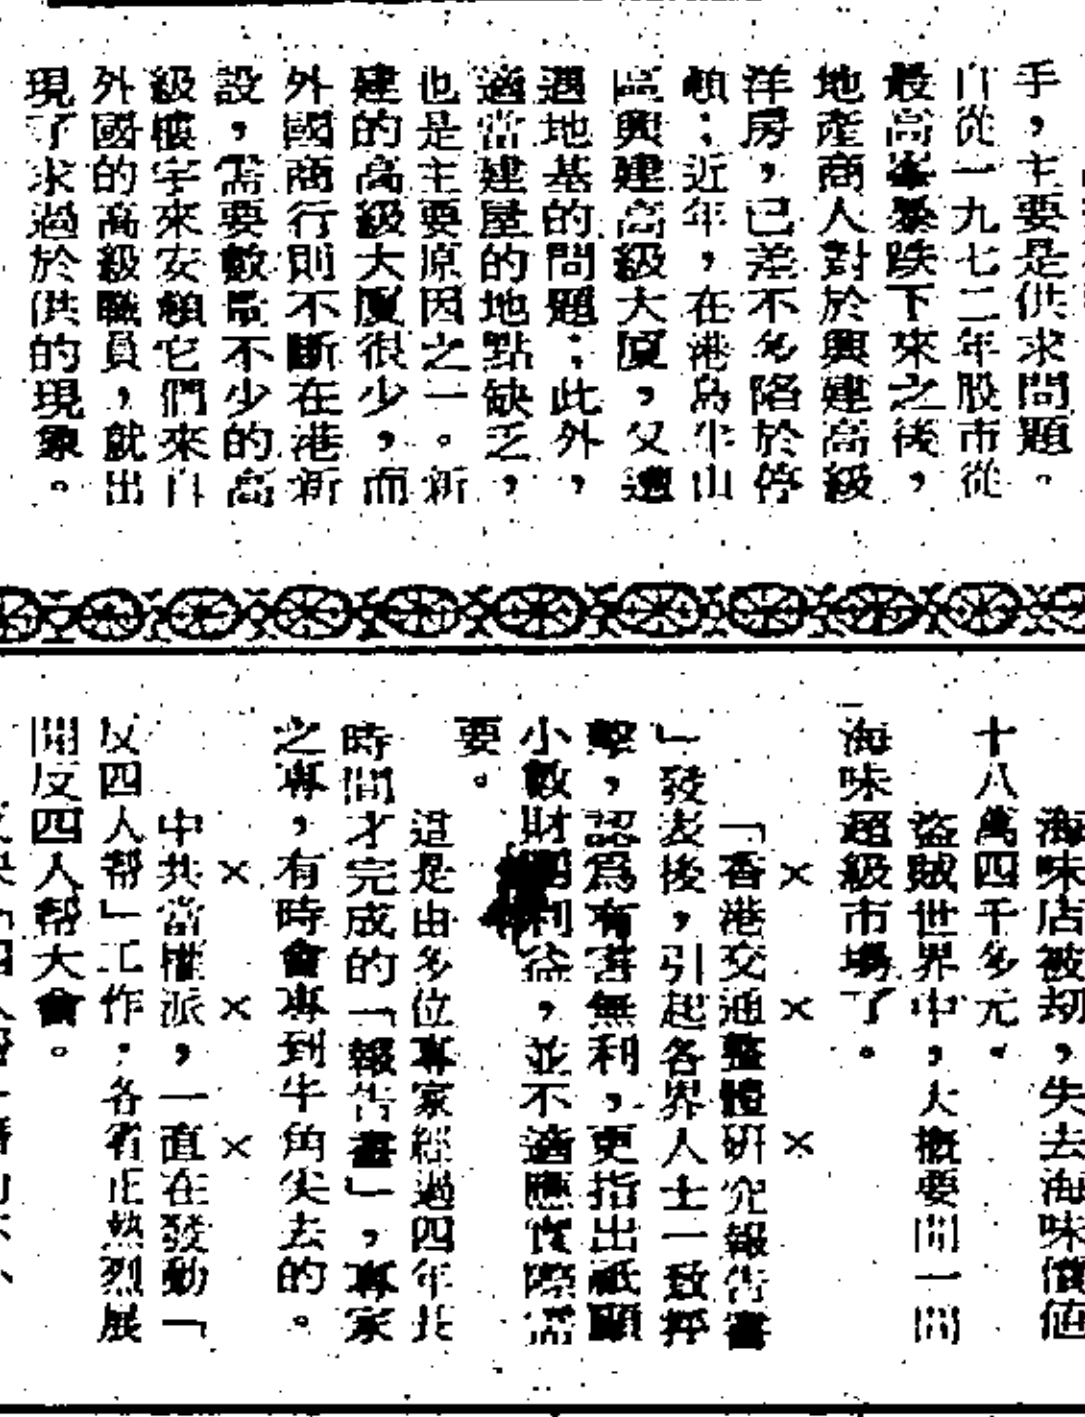 手，主要是供求問題。
自從一九七二年股市從
最高峯暴跌下來之後，
地產商人對於興建高級
洋房，已差不多陷於停
頓；近年，在港島半山
區興建高級大厦，又遭
遇地基的問題；此外，
適當建屋的地點缺乏，
也是主要原因之一。新
建的高級大厦很少，而
外國商行則不斷在港新
設，需要數量不少的高
級樓宇來安頓它們來自
外國的高級職員，就出
現了求過於供的現象。
海味店被刧，失去海味價值
十八萬四千多元。
盜賊世界中，大概要開一間
海味超級市場了。
×　×　×
「香港交通整體研究報告書
」發表後，引起各界人士一致抨
擊，認爲有害無利，更指出祇顧
小數財團利益，並不適應實際需
要。
這是由多位專家經過四年長
時間才完成的「報告書」，專家
之專，有時會專到牛角尖去的。
×　×　×
中共當權派，一直在發動「
反四人幫」工作，各省正熱烈展
開反四人幫大會。